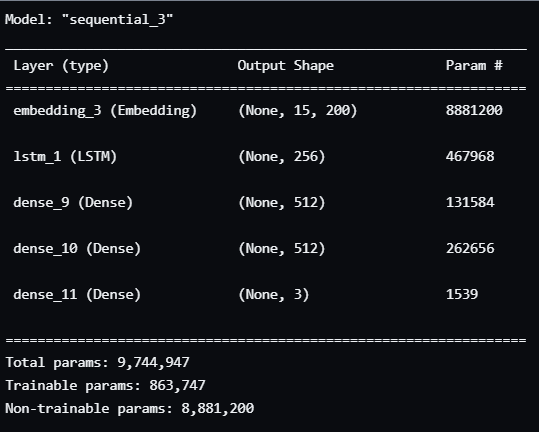 Model: "sequential_3"
_________________________________________________________________
Layer (type) Output Shape Param #
=================================================================
embedding_3 (Embedding) (None, 15, 200) 8881200
lstm_1 (LSTM) (None, 256) 467968
dense_9 (Dense) (None, 512) 131584
dense_10 (Dense) (None, 512) 262656
dense_11 (Dense) (None, 3) 1539
=================================================================
Total params: 9,744,947
Trainable params: 863,747
Non-trainable params: 8,881,200